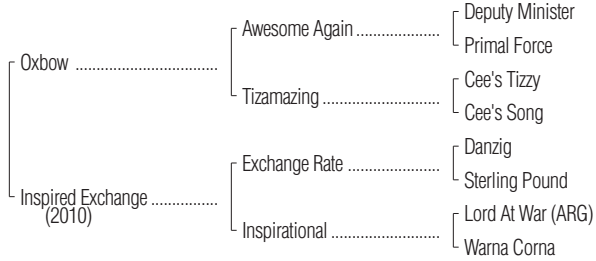 Deputy Minister
Awesome Again ....................
Primal Force
Oxbow ..................................
Cee's Tizzy
Tizamazing ............................
Cee's Song
Danzig
Exchange Rate ......................
Sterling Pound
Inspired Exchange ................
(2010)
Lord At War (ARG)
Inspirational ..........................
Warna Corna